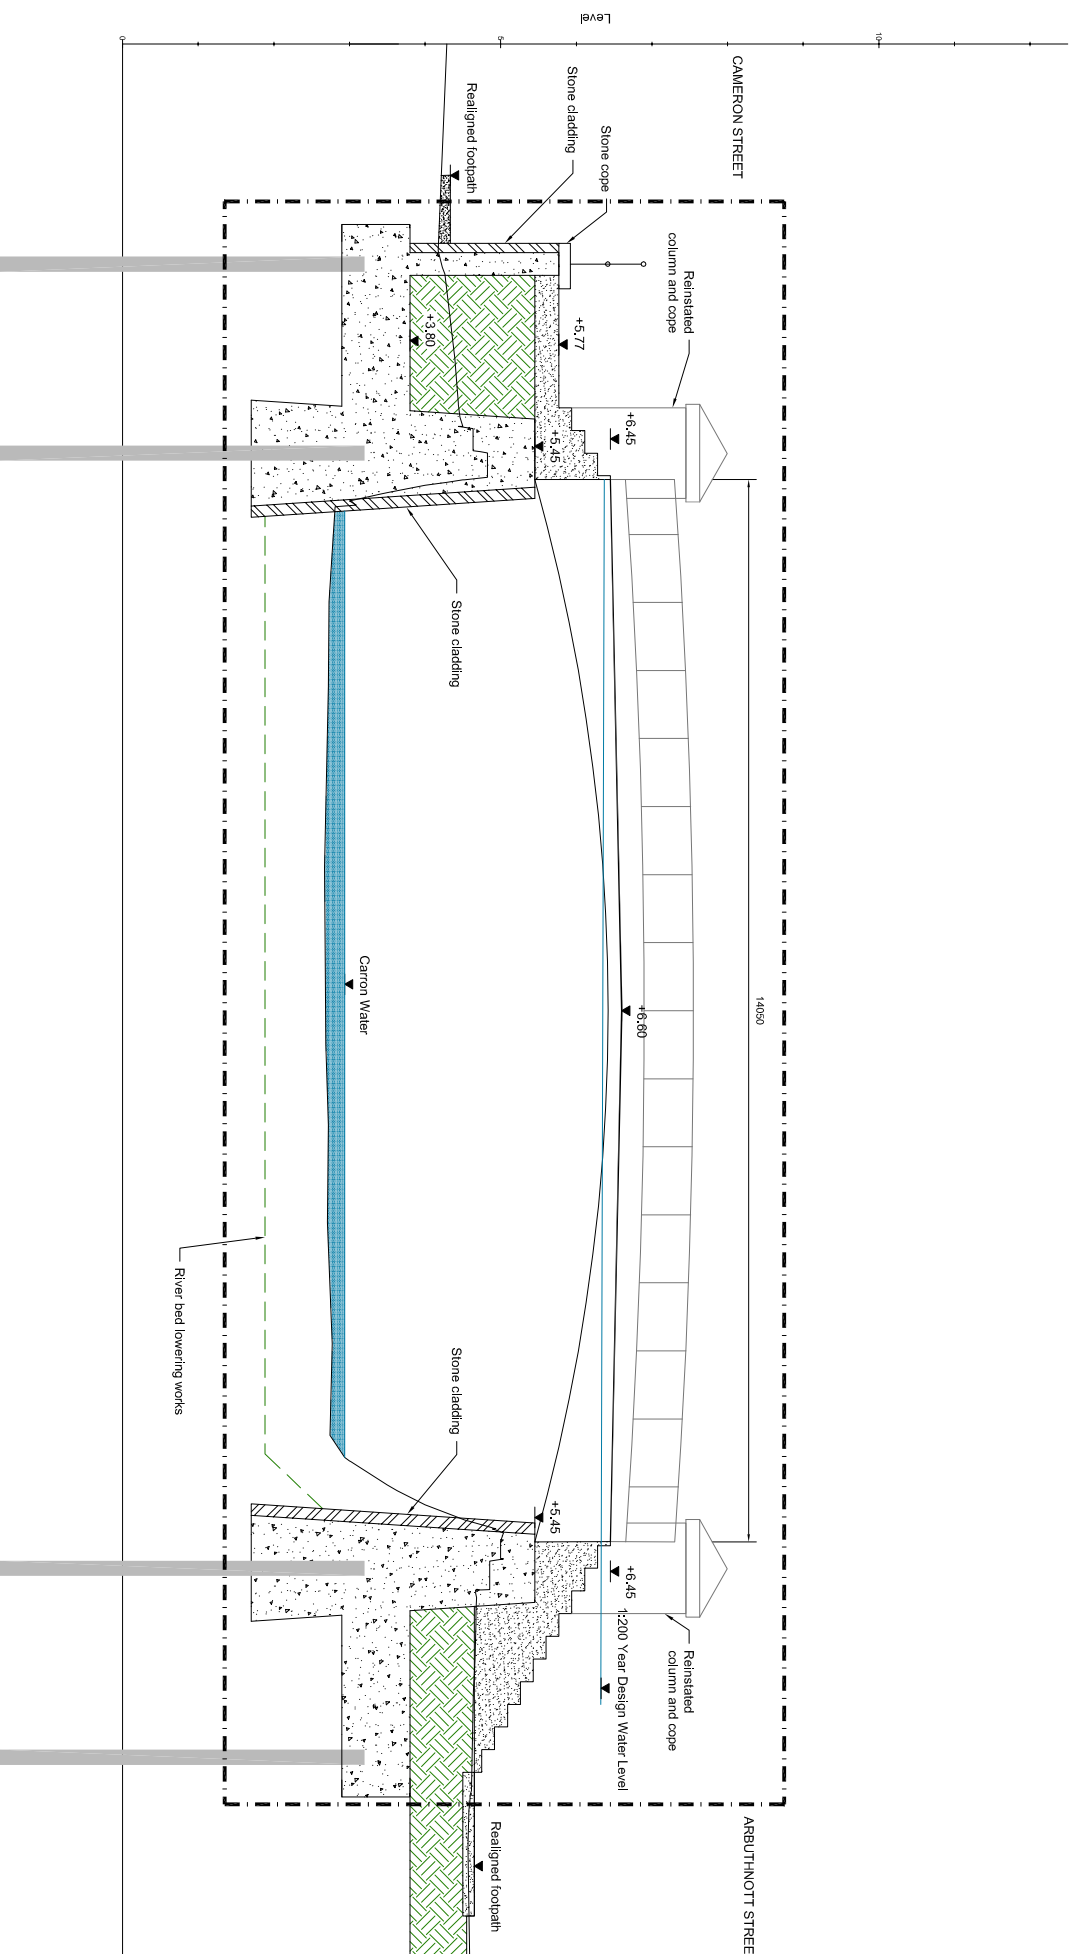 Level
0
5
10
CAMERON STREET
Stone cladding
Stone cope
Realigned footpath
Reinstated
column and cope
+5.77
+3.80
+6.45
+5.45
Stone cladding
14050
+6.60
Carron Water
River bed lowering works
Stone cladding
+5.45
+6.45
1:200 Year Design Water Level
Reinstated
column and cope
ARBUTHNOTT STREE
Realigned footpath